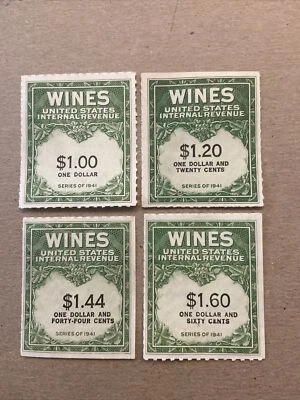 WINES
UNITED STATES
INTERNAL REVENUE
$1.00
ONE DOLLAR
SERIES OF 1941
WINES
UNITED STATES
INTERNAL REVENUE
$1.20
ONE DOLLAR AND
TWENTY CENTS
SERIES OF 1941
WINES
UNITED STATES
INTERNAL REVENUE
$1.44
ONE DOLLAR AND
FORTY-FOUR CENTS
SERIES OF 1941
WINES
UNITED STATES
INTERNAL REVENUE
$1.60
ONE DOLLAR AND
SIXTY CENTS
SERIES OF 1941